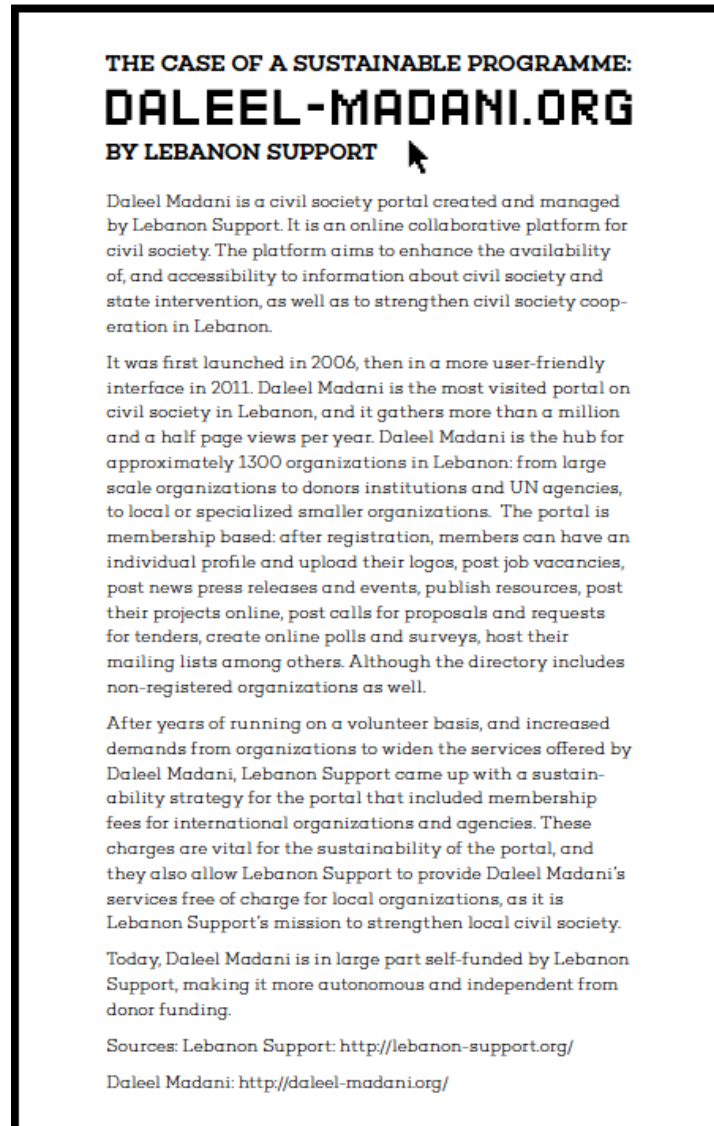 THE CASE OF A SUSTAINABLE PROGRAMME:
DALEEL-MADANI.ORG
BY LEBANON SUPPORT
Daleel Madani is a civil society portal created and managed
by Lebanon Support. It is an online collaborative platform for
civil society. The platform aims to enhance the availability
of, and accessibility to information about civil society and
state intervention, as well as to strengthen civil society coop-
eration in Lebanon.
It was first launched in 2006, then in a more user-friendly
interface in 2011. Daleel Madani is the most visited portal on
civil society in Lebanon, and it gathers more than a million
and a half page views per year. Daleel Madani is the hub for
approximately 1300 organizations in Lebanon: from large
scale organizations to donors institutions and UN agencies,
to local or specialized smaller organizations. The portal is
membership based: after registration, members can have an
individual profile and upload their logos, post job vacancies,
post news press releases and events, publish resources, post
their projects online, post calls for proposals and requests
for tenders, create online polls and surveys, host their
mailing lists among others. Although the directory includes
non-registered organizations as well.
After years of running on a volunteer basis, and increased
demands from organizations to widen the services offered by
Daleel Madani, Lebanon Support came up with a sustain-
ability strategy for the portal that included membership
fees for international organizations and agencies. These
charges are vital for the sustainability of the portal, and
they also allow Lebanon Support to provide Daleel Madani's
services free of charge for local organizations, as it is
Lebanon Support's mission to strengthen local civil society.
Today, Daleel Madani is in large part self-funded by Lebanon
Support, making it more autonomous and independent from
donor funding.
Sources: Lebanon Support: http://lebanon-support.org/
Daleel Madani: http://daleel-madani.org/